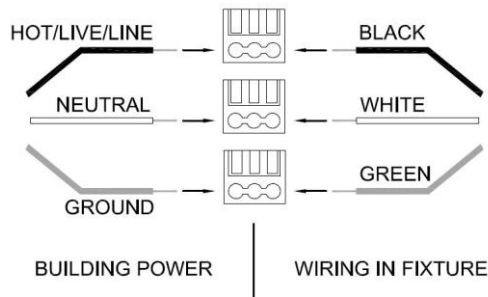 HOT/LIVE/LINE
BLACK
NEUTRAL
WHITE
GROUND
GREEN
BUILDING POWER
WIRING IN FIXTURE